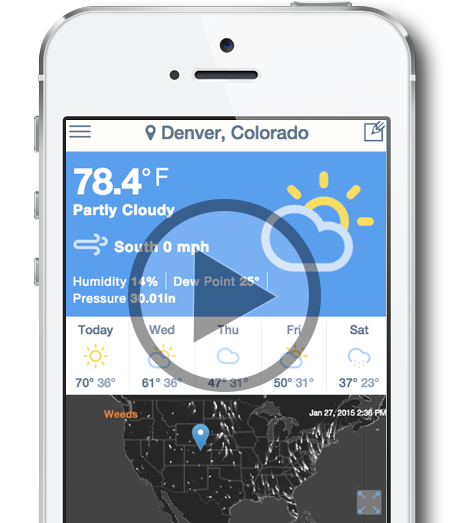 Denver, Colorado
78.4° F
Partly Cloudy
South 0 mph
Humidity 14% Dew Point 25°
Pressure 30.01in
Today Wed Thu Fri Sat
70° 36° 61° 36° 47° 31° 50° 31° 37° 23°
Weeds Jan 27, 2015 2:35 PM